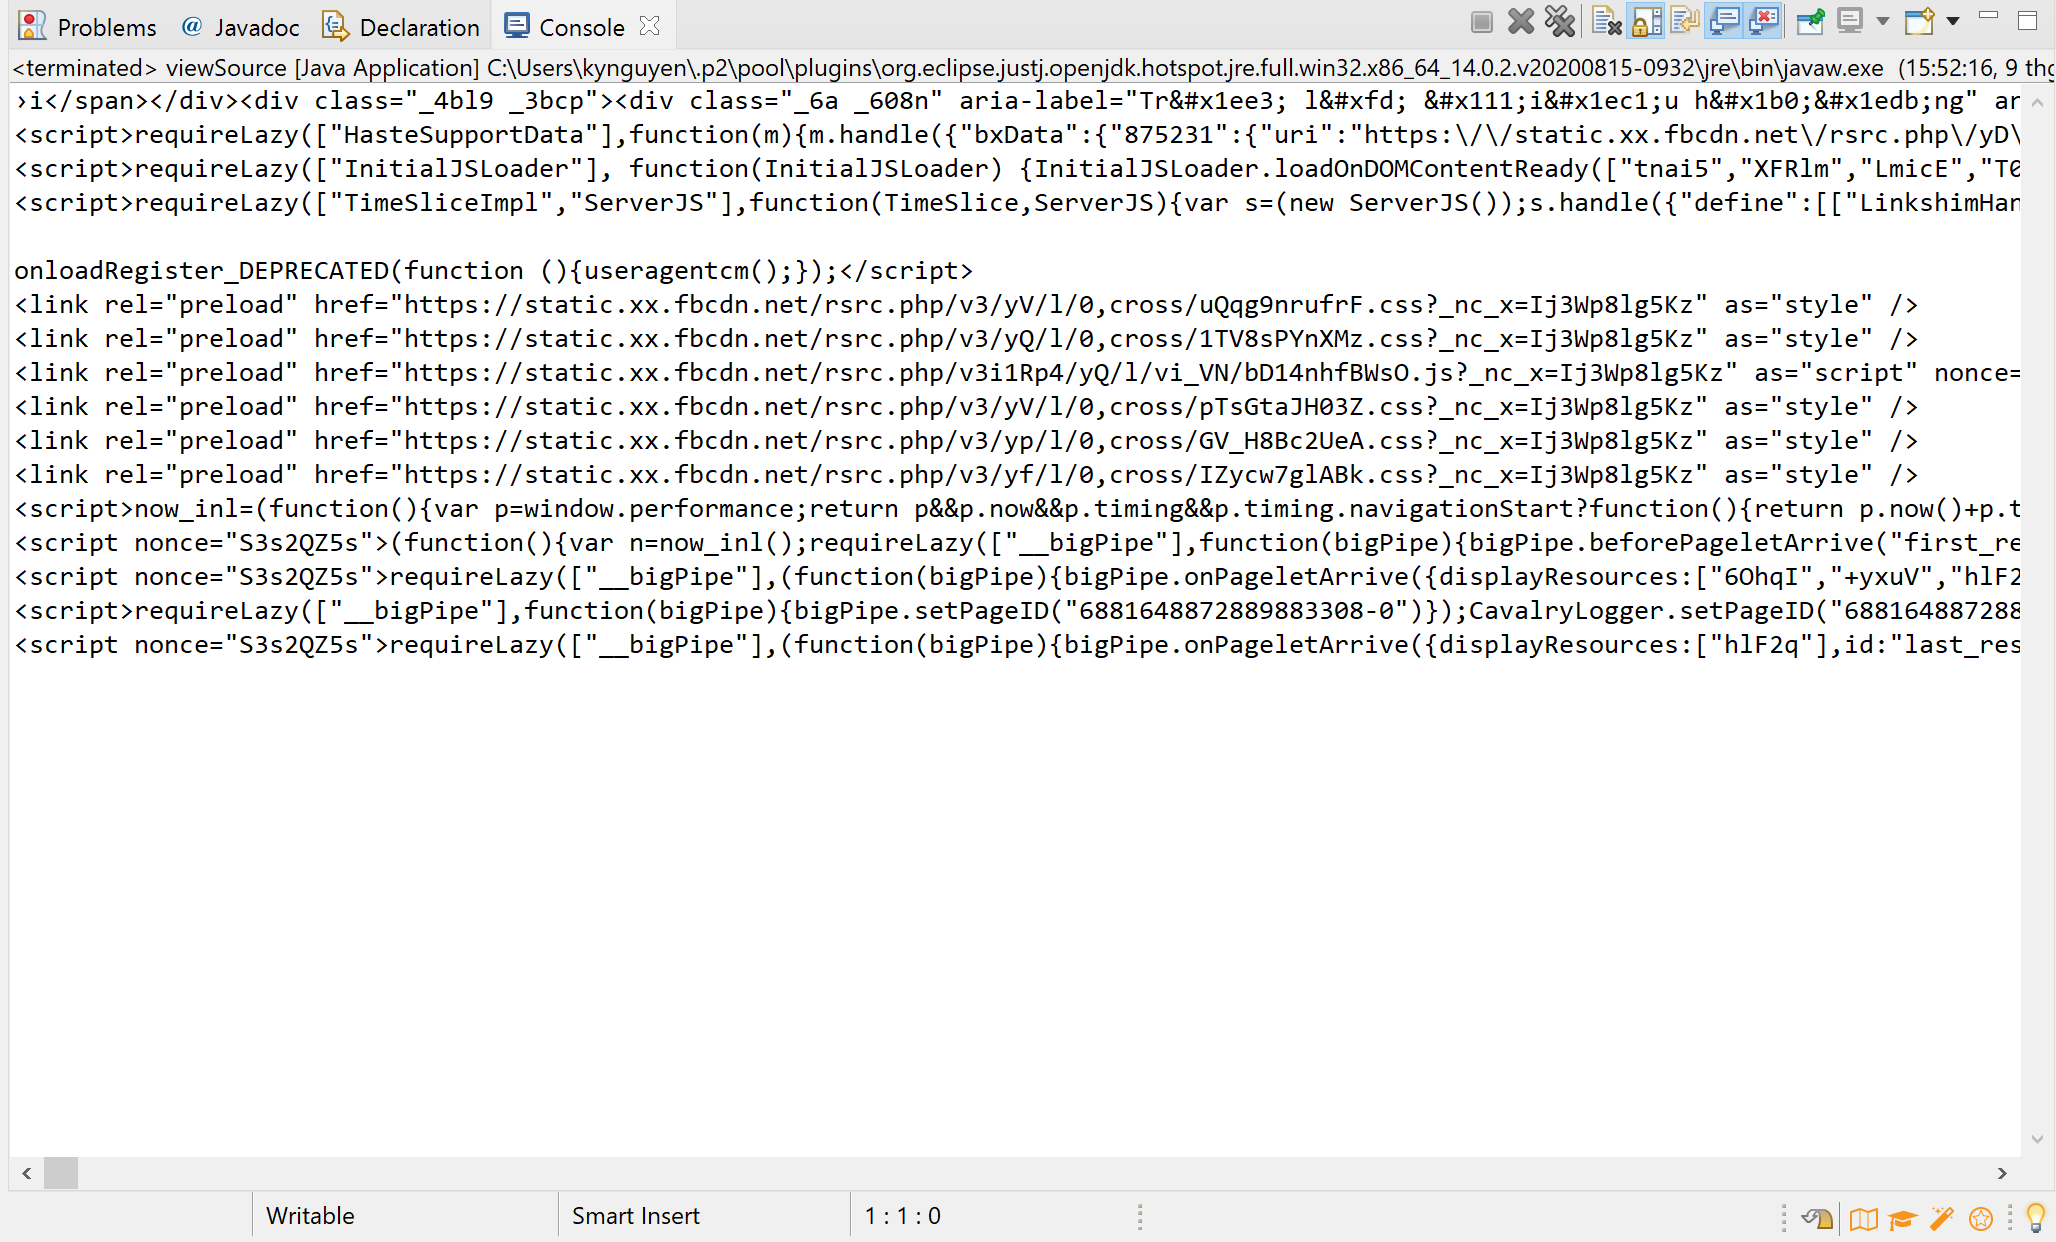 Problems @ Javadoc Declaration Console
<terminated> viewSource [Java Application] C:\Users\kynguyen\.p2\pool\plugins\org.eclipse.justj.openjdk.hotspot.jre.full.win32.x86_64_14.0.2.v20200815-0932\jre\bin\javaw.exe (15:52:16, 9 thg
›i</span></div><div class="_4bl9 _3bcp"><div class="_6a _608n" aria-label="Tr&#x1ee3; l&#xfd; &#x111;i&#x1ec1;u h&#x1b0;&#x1edb;ng" ar
<script>requireLazy(["HasteSupportData"],function(m){m.handle({"bxData":{"875231":{"uri":"https:\/\/static.xx.fbcdn.net\/rsrc.php\/yD\
<script>requireLazy(["InitialJSLoader"], function(InitialJSLoader) {InitialJSLoader.loadOnDOMContentReady(["tnai5","XFRlm","LmicE","T0
<script>requireLazy(["TimeSliceImpl","ServerJS"],function(TimeSlice,ServerJS){var s=(new ServerJS());s.handle({"define":[["LinkshimHan
onloadRegister_DEPRECATED(function (){useragentcm();});</script>
<link rel="preload" href="https://static.xx.fbcdn.net/rsrc.php/v3/yV/l/0,cross/uQqg9nrufrF.css?_nc_x=Ij3Wp8lg5Kz" as="style" />
<link rel="preload" href="https://static.xx.fbcdn.net/rsrc.php/v3/yQ/l/0,cross/1TV8sPYnXMz.css?_nc_x=Ij3Wp8lg5Kz" as="style" />
<link rel="preload" href="https://static.xx.fbcdn.net/rsrc.php/v3i1Rp4/yQ/l/vi_VN/bD14nhfBWsO.js?_nc_x=Ij3Wp8lg5Kz" as="script" nonce=
<link rel="preload" href="https://static.xx.fbcdn.net/rsrc.php/v3/yV/l/0,cross/pTsGtaJH03Z.css?_nc_x=Ij3Wp8lg5Kz" as="style" />
<link rel="preload" href="https://static.xx.fbcdn.net/rsrc.php/v3/yp/l/0,cross/GV_H8Bc2UeA.css?_nc_x=Ij3Wp8lg5Kz" as="style" />
<link rel="preload" href="https://static.xx.fbcdn.net/rsrc.php/v3/yf/l/0,cross/IZycw7glABk.css?_nc_x=Ij3Wp8lg5Kz" as="style" />
<script>now_inl=(function(){var p=window.performance;return p&&p.now&&p.timing&&p.timing.navigationStart?function(){return p.now()+p.t
<script nonce="S3s2QZ5s">(function(){var n=now_inl();requireLazy(["__bigPipe"],function(bigPipe){bigPipe.beforePageletArrive("first_re
<script nonce="S3s2QZ5s">requireLazy(["__bigPipe"],(function(bigPipe){bigPipe.onPageletArrive({displayResources:["6OhqI","+yxuV","hlF2
<script>requireLazy(["__bigPipe"],function(bigPipe){bigPipe.setPageID("6881648872889883308-0")});CavalryLogger.setPageID("688164887288
<script nonce="S3s2QZ5s">requireLazy(["__bigPipe"],(function(bigPipe){bigPipe.onPageletArrive({displayResources:["hlF2q"],id:"last_res
Writable Smart Insert 1 : 1 : 0